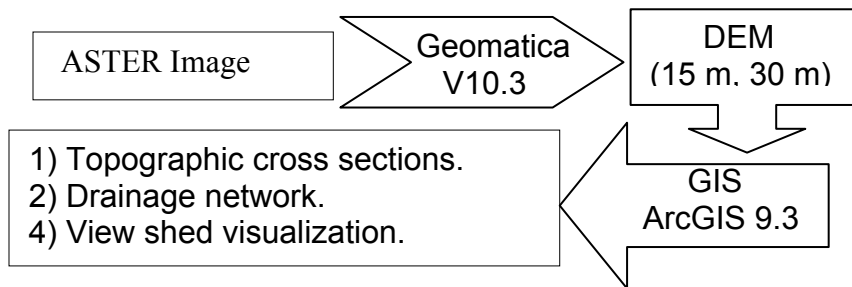 ASTER Image
Geomatica
V10.3
DEM
(15 m, 30 m)
GIS
ArcGIS 9.3
1) Topographic cross sections.
2) Drainage network.
4) View shed visualization.